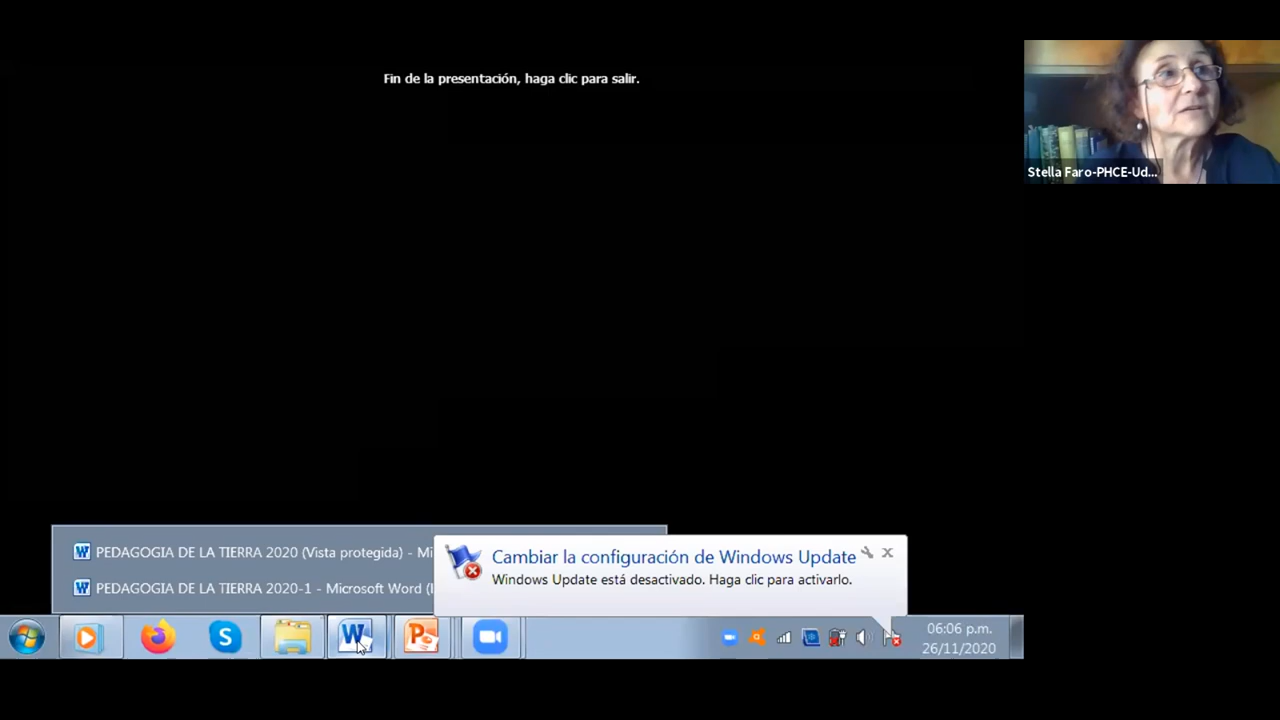 Fin de la presentación, haga clic para salir.
Stella Faro-PHCE-Ud...
PEDAGOGIA DE LA TIERRA 2020 (Vista protegida) - Mi
PEDAGOGIA DE LA TIERRA 2020-1 - Microsoft Word (
Cambiar la configuración de Windows Update
Windows Update está desactivado. Haga clic para activarlo.
06:06 p.m.
26/11/2020